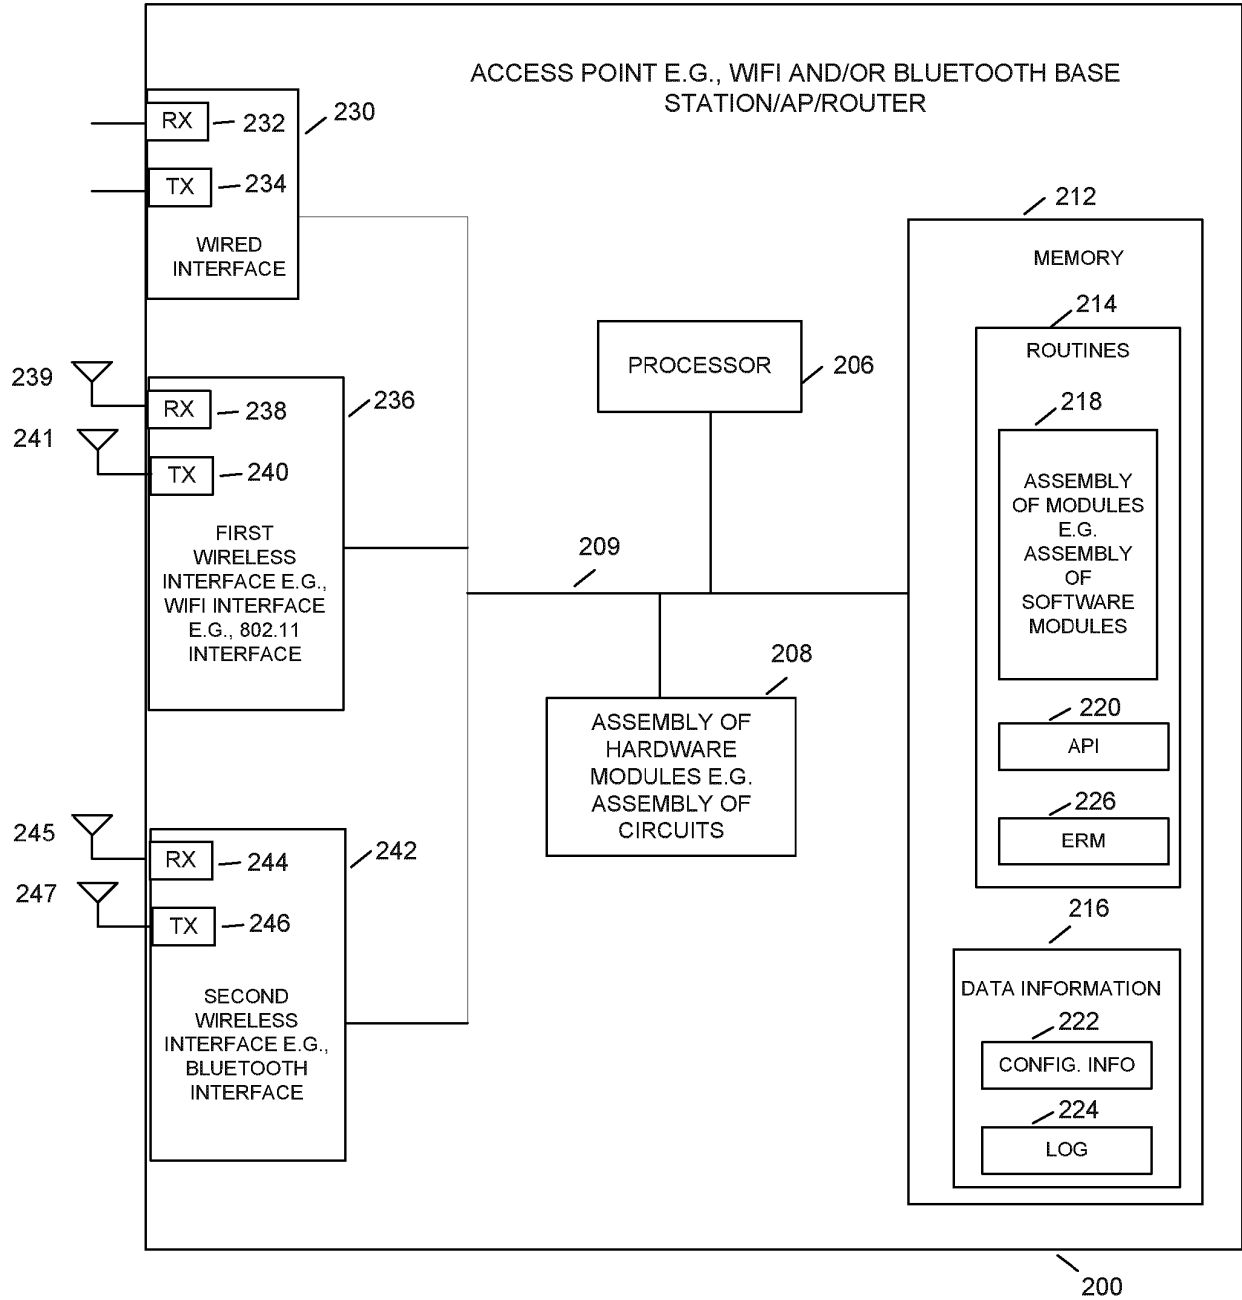 ACCESS POINT E.G., WIFI AND/OR BLUETOOTH BASE
STATION/AP/ROUTER
RX
232
230
TX
234
WIRED
INTERFACE
239
RX
238
236
241
TX
240
FIRST
WIRELESS
INTERFACE E.G.,
WIFI INTERFACE
E.G., 802.11
INTERFACE
245
RX
244
242
247
TX
246
SECOND
WIRELESS
INTERFACE E.G.,
BLUETOOTH
INTERFACE
PROCESSOR
206
209
208
ASSEMBLY OF
HARDWARE
MODULES E.G.
ASSEMBLY OF
CIRCUITS
212
MEMORY
214
ROUTINES
218
ASSEMBLY
OF MODULES
E.G.
ASSEMBLY
OF
SOFTWARE
MODULES
220
API
226
ERM
216
DATA INFORMATION
222
CONFIG. INFO
224
LOG
200